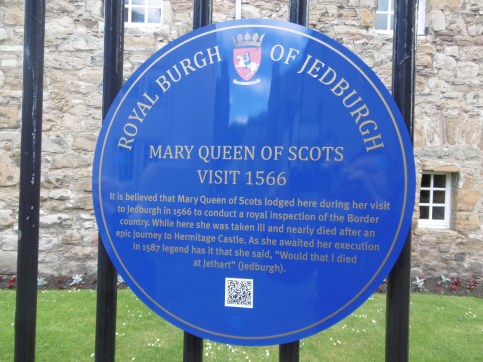 ROYAL BURGH OF JEDBURGH
MARY QUEEN OF SCOTS
VISIT 1566
It is believed that Mary Queen of Scots lodged here during her visit
to Jedburgh in 1566 to conduct a royal inspection of the Border
country. While here she was taken ill and nearly died after an
epic journey to Hermitage Castle. As she awaited her execution
in 1587 legend has it that she said, "Would that I died
at Jethart" (Jedburgh).